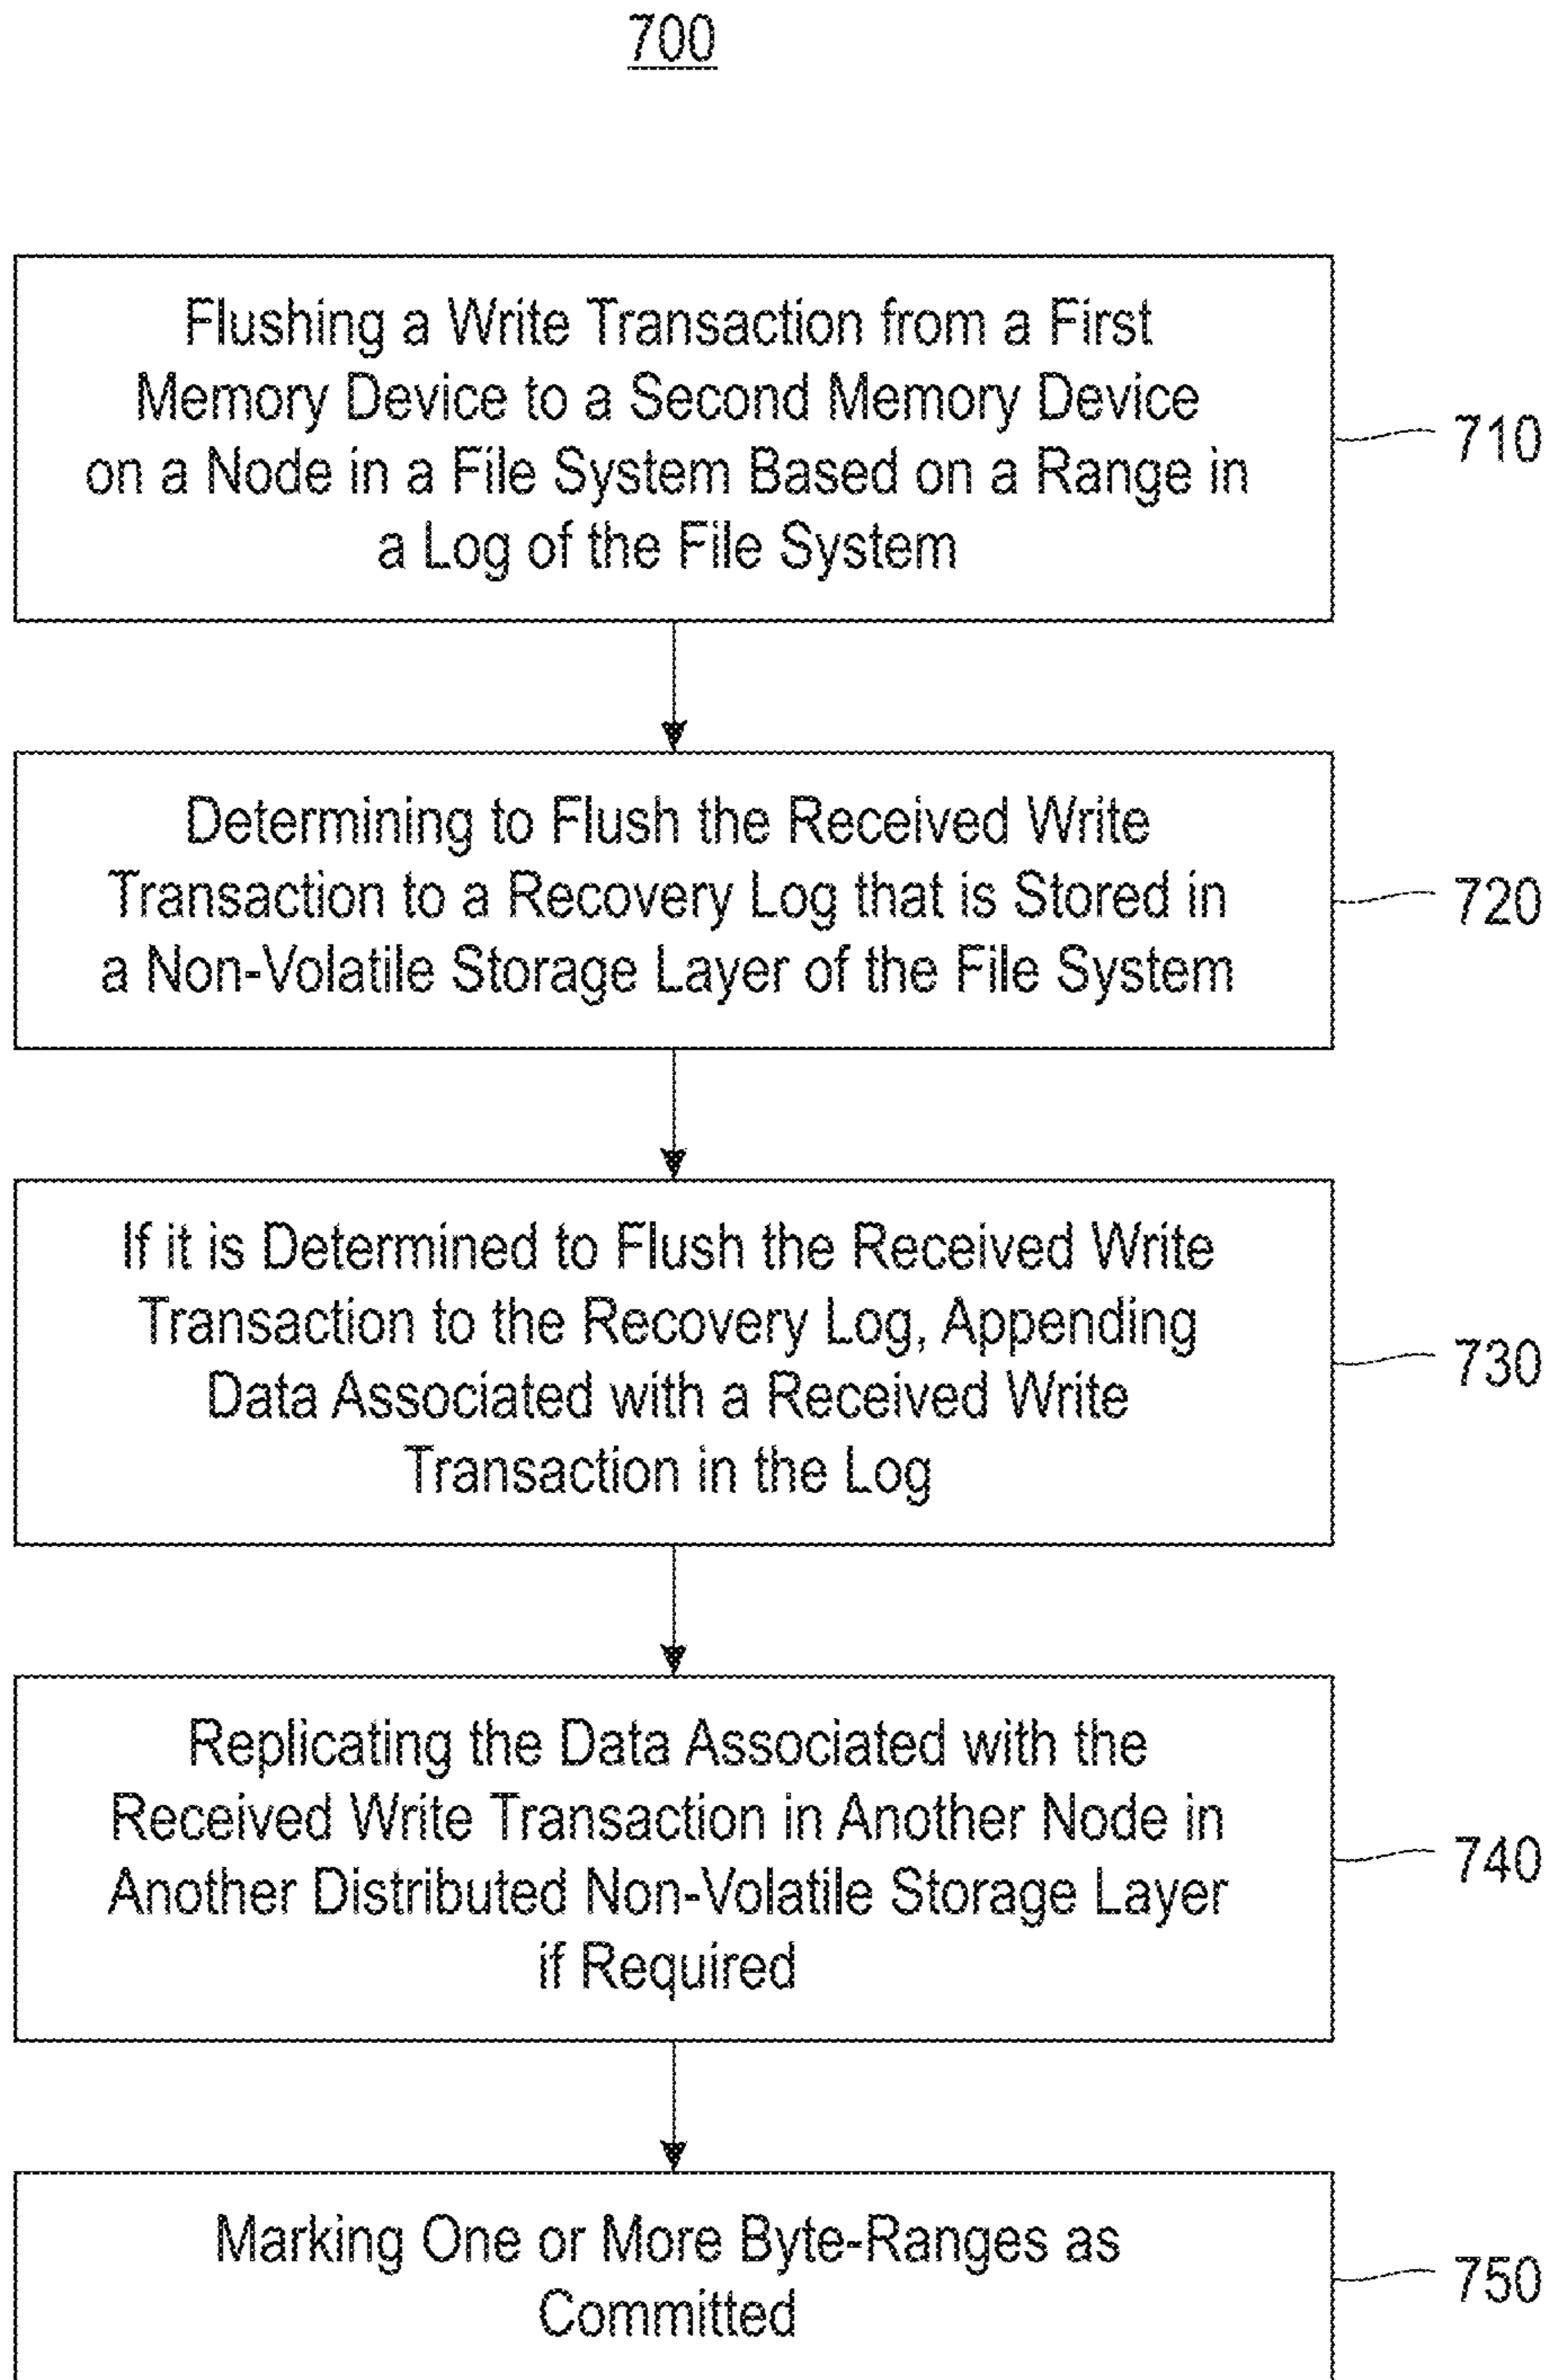 700
Flushing a Write Transaction from a First
Memory Device to a Second Memory Device
on a Node in a File System Based on a Range in
a Log of the File System
710
Determining to Flush the Received Write
Transaction to a Recovery Log that is Stored in
a Non-Volatile Storage Layer of the File System
720
If it is Determined to Flush the Received Write
Transaction to the Recovery Log, Appending
Data Associated with a Received Write
Transaction in the Log
730
Replicating the Data Associated with the
Received Write Transaction in Another Node in
Another Distributed Non-Volatile Storage Layer
if Required
740
Marking One or More Byte-Ranges as
Committed
750